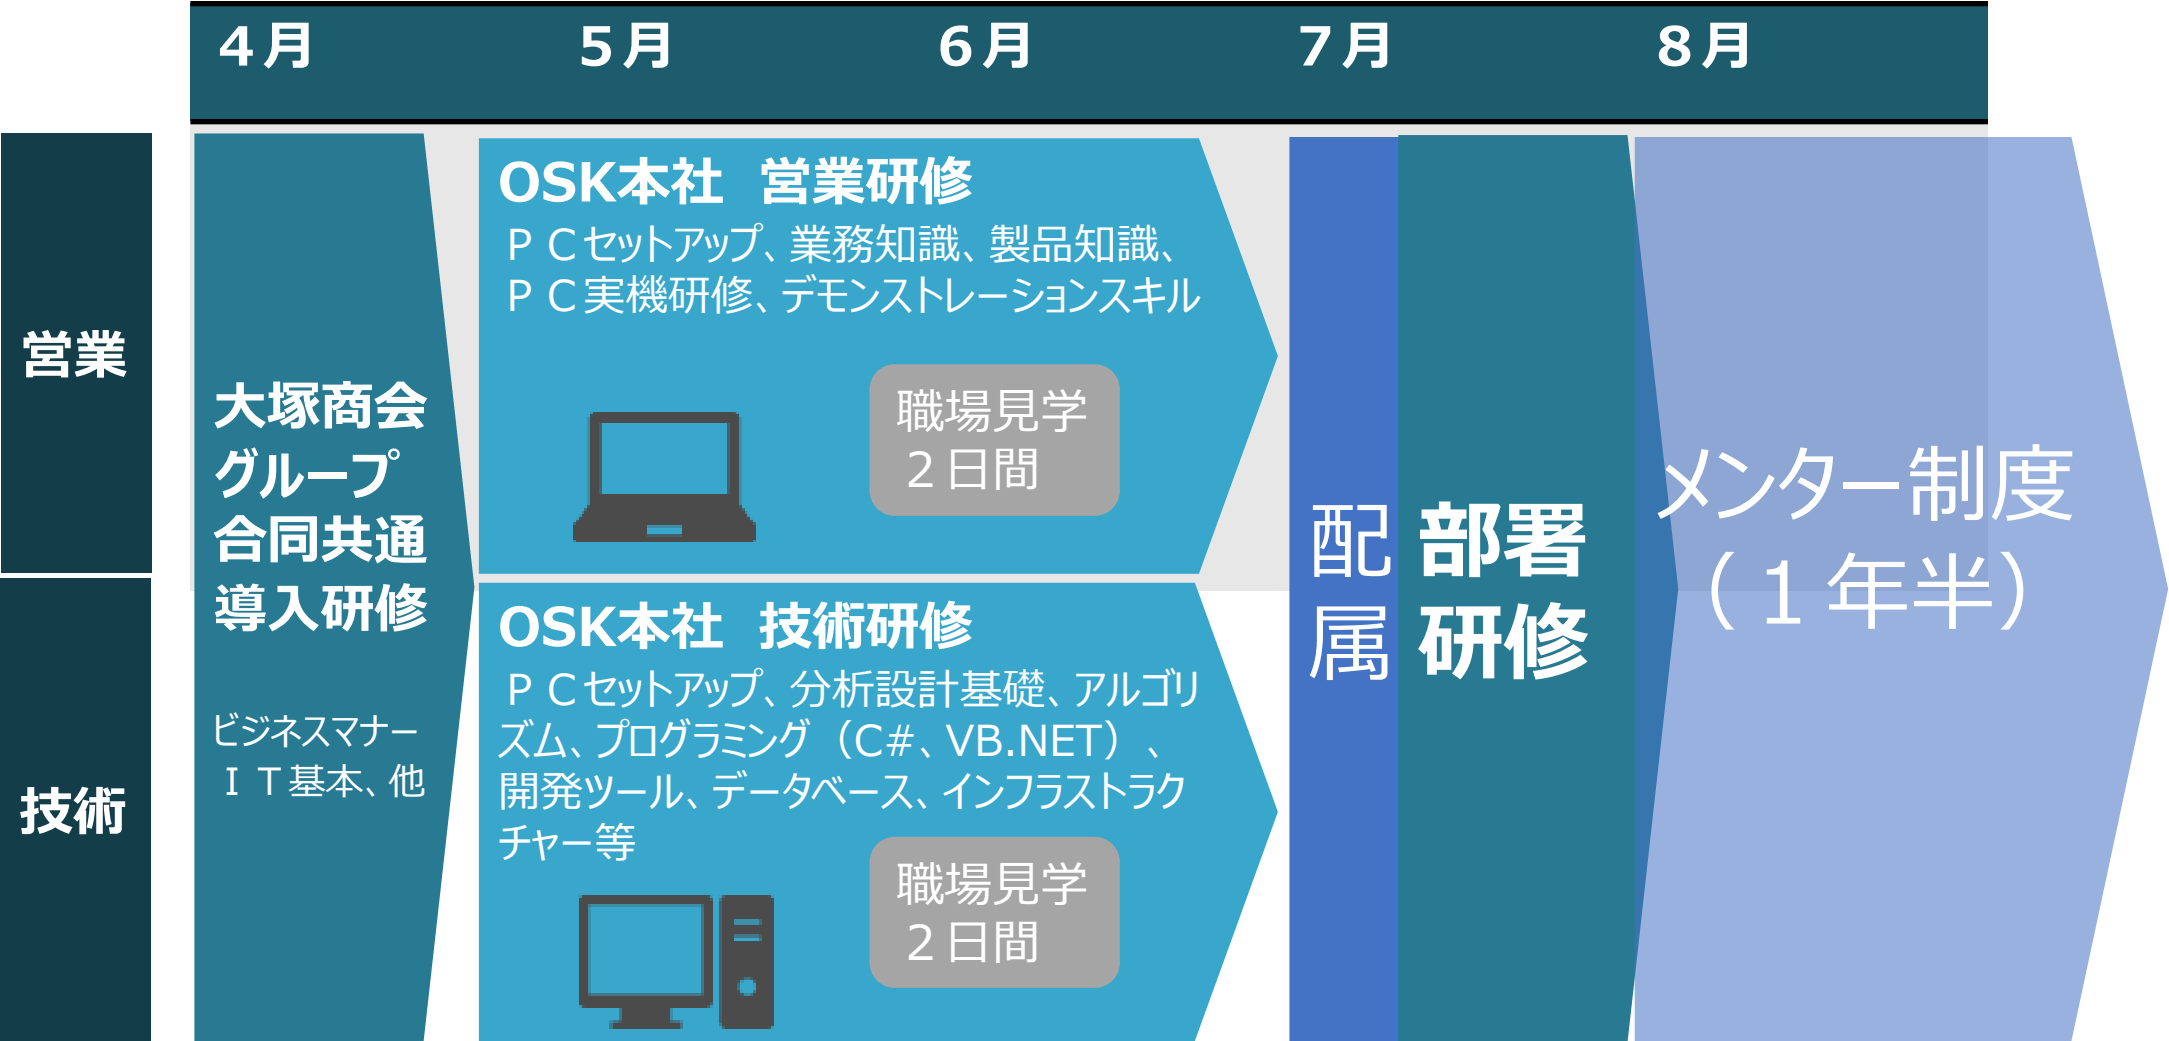 ４月
５月
６月
７月
８月
営業
大塚商会
グループ
合同共通
導入研修
ビジネスマナー
ＩＴ基本、他
OSK本社　営業研修
ＰＣセットアップ、業務知識、製品知識、
ＰＣ実機研修、デモンストレーションスキル
職場見学
２日間
技術
OSK本社　技術研修
ＰＣセットアップ、分析設計基礎、アルゴリ
ズム、プログラミング（C#、VB.NET）、
開発ツール、データベース、インフラストラク
チャー等
職場見学
２日間
配
属
部署
研修
メンター制度
（１年半）